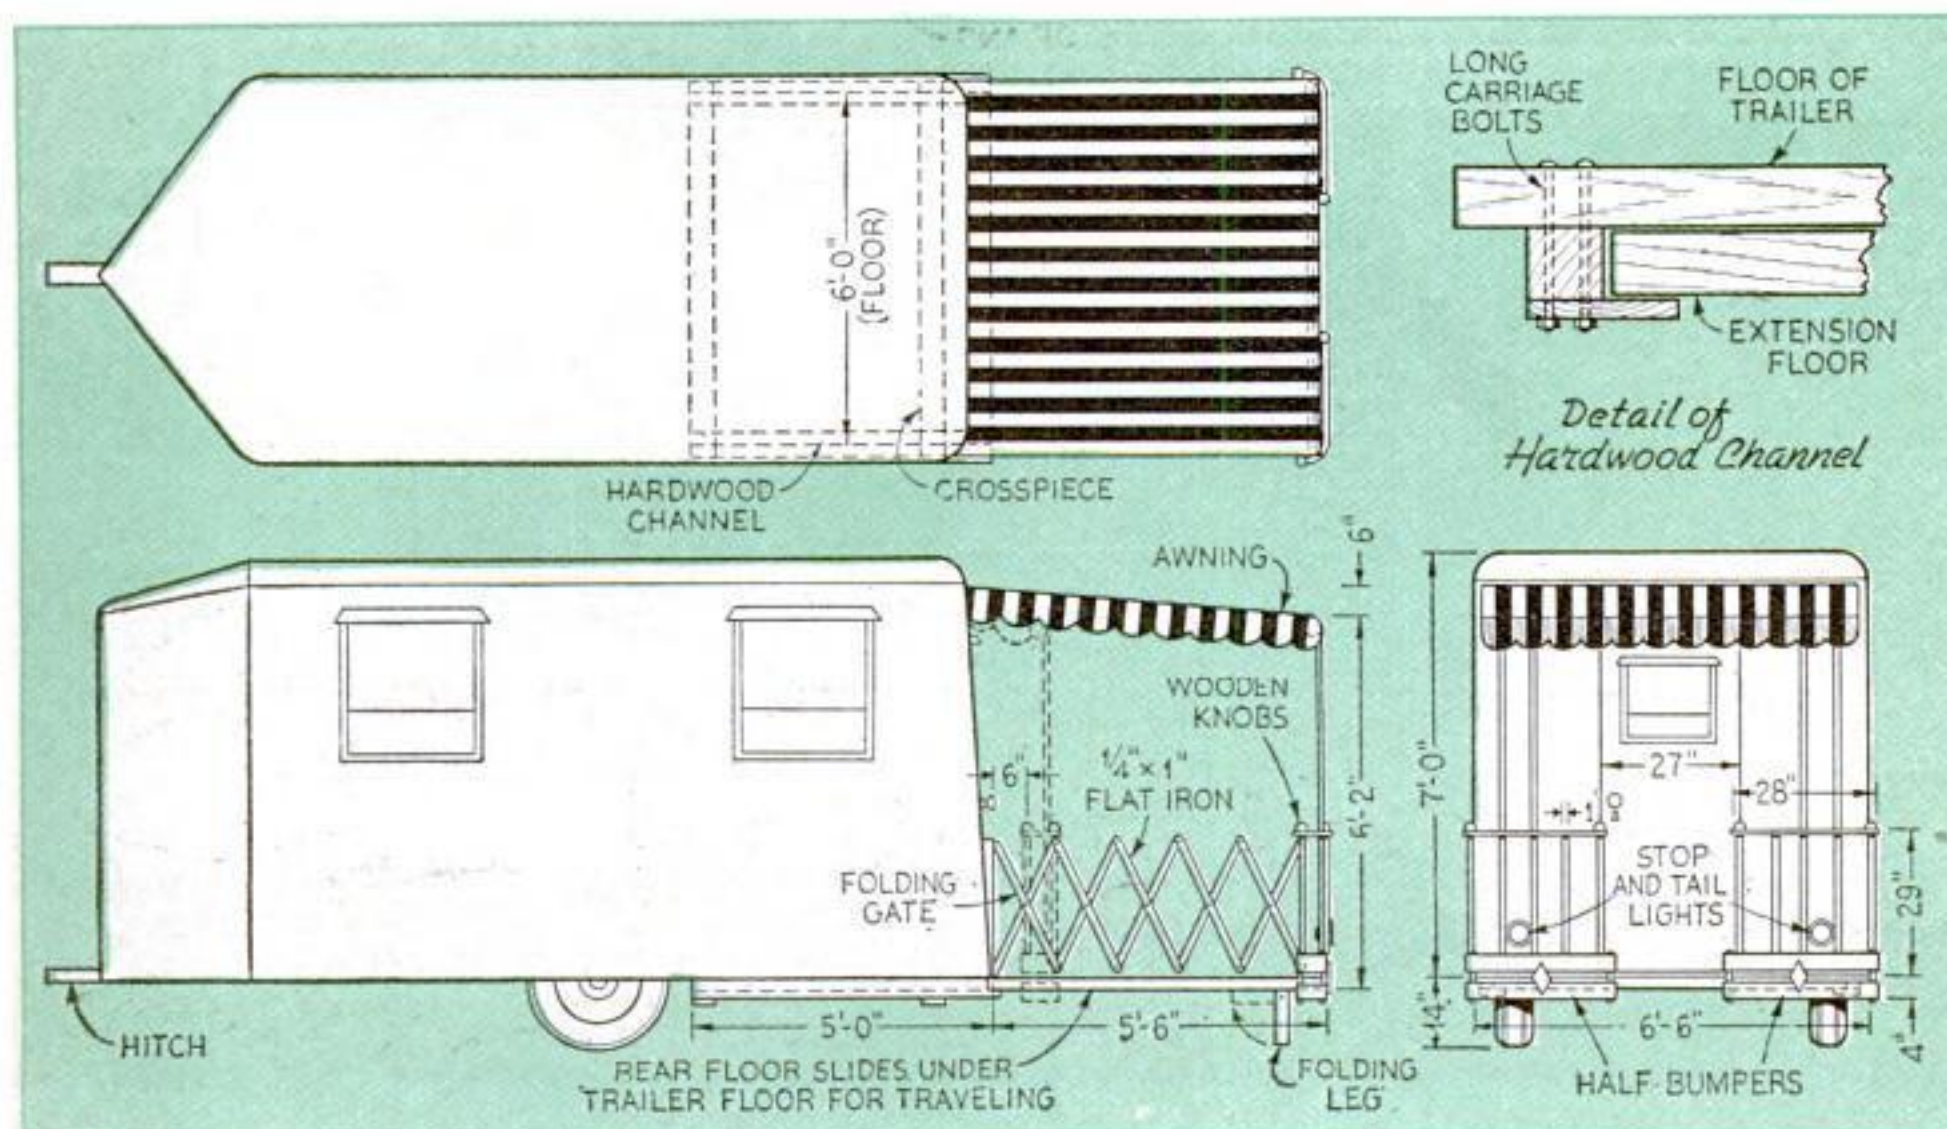 LONG
CARRIAGE
BOLTS
FLOOR OF
TRAILER
6'-0"
(FLOOR)
EXTENSION
FLOOR
Detail of
Hardwood Channel
HARDWOOD
CHANNEL
CROSSPIECE
AWNING
6"
WOODEN
KNOBS
6"
1/4" x 1"
FLAT IRON
6'-2"
7'-0"
27"
28"
FOLDING
GATE
STOP
AND TAIL
LIGHTS
29"
HITCH
5'-0"
5'-6"
14"
6'-6"
4"
REAR FLOOR SLIDES UNDER
TRAILER FLOOR FOR TRAVELING
FOLDING
LEG
HALF-BUMPERS